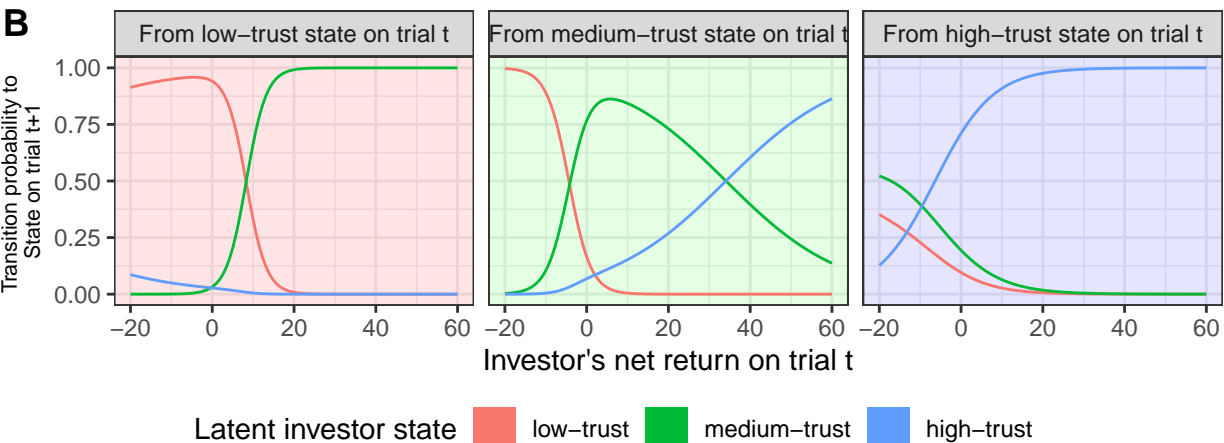 B
From low−trust state on trial t
From medium−trust state on trial t
From high−trust state on trial t
Transition probability to
State on trial t+1
1.00
0.75
0.50
0.25
0.00
−20 0 20 40 60
−20 0 20 40 60
−20 0 20 40 60
Investor's net return on trial t
Latent investor state low−trust medium−trust high−trust